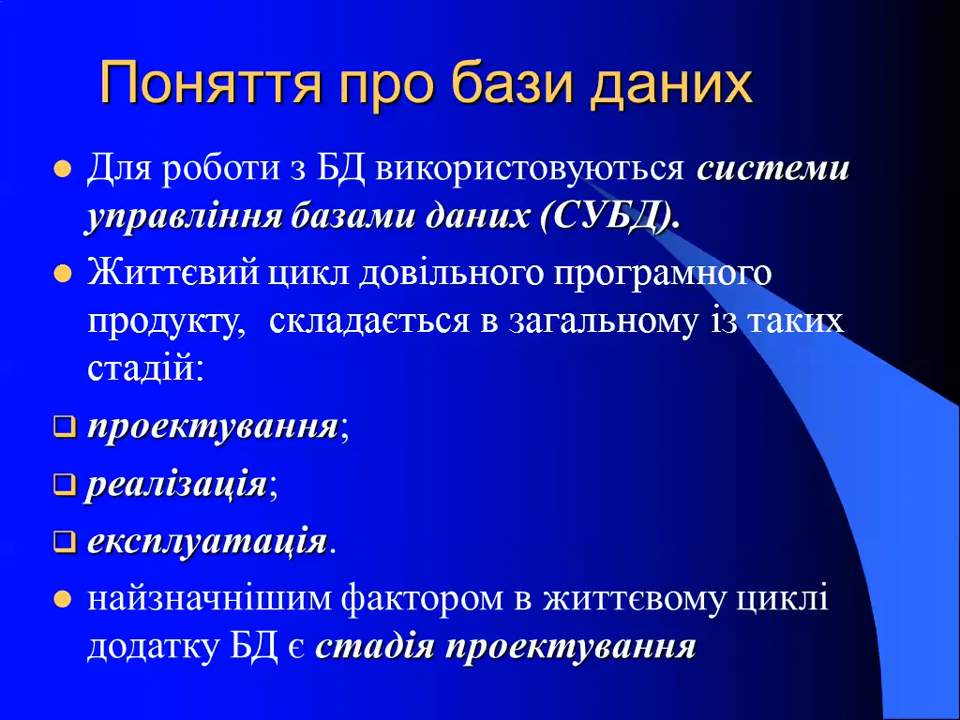 Поняття про бази даних
Для роботи з БД використовуються системи
управління базами даних (СУБД).
Життєвий цикл довільного програмного
продукту, складається в загальному із таких
стадій:
проектування;
реалізація;
експлуатація.
найзначнішим фактором в життєвому циклі
додатку БД є стадія проектування